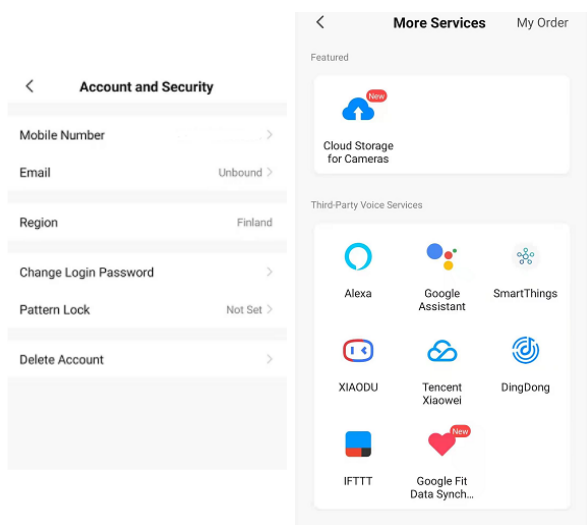 Account and Security
Mobile Number
Email Unbound
Region Finland
Change Login Password
Pattern Lock Not Set
Delete Account
More Services My Order
Featured
New
Cloud Storage
for Cameras
Third-Party Voice Services
Alexa Google SmartThings
Assistant
XIAODU Tencent DingDong
Xiaowei
New
IFTTT Google Fit
Data Synch...